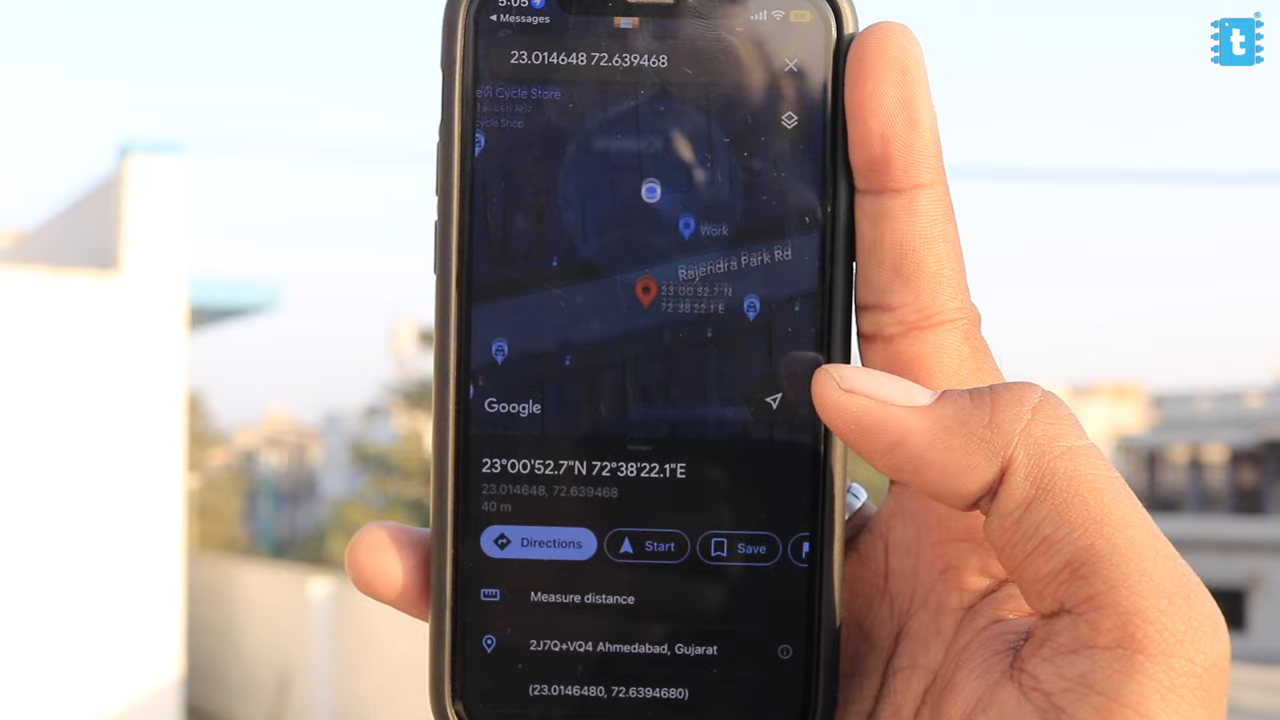 5:05
◀ Messages
23.014648 72.639468
evi Cycle Store
ycle Shop
Work
Rajendra Park Rd
23°00'52.7"N
72°38'22.1"E
Google
23°00'52.7"N 72°38'22.1"E
23.014648, 72.639468
40 m
Directions
Start
Save
Measure distance
2J7Q+VQ4 Ahmedabad, Gujarat
(23.0146480, 72.6394680)
t